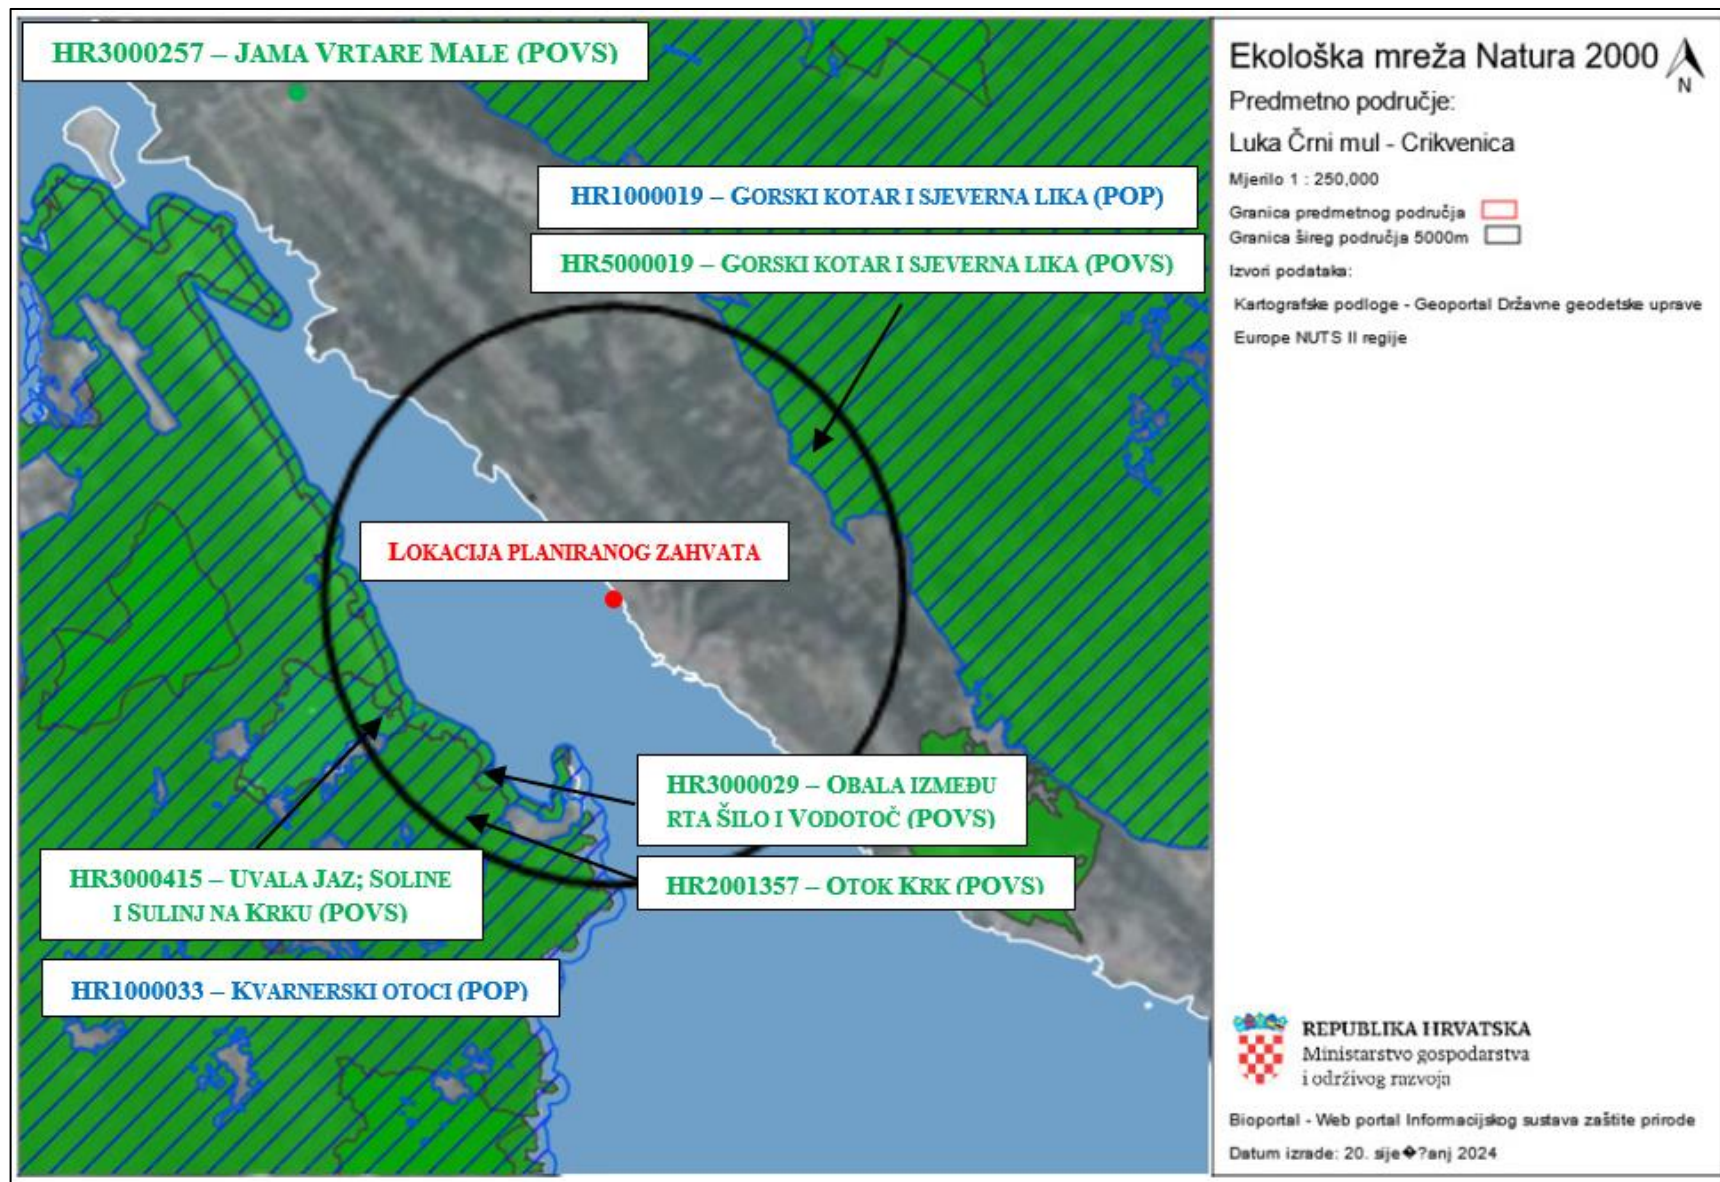 HR3000257 – JAMA VRTARE MALE (POVS)
HR1000019 – GORSKI KOTAR I SJEVERNA LIKA (POP)
HR5000019 – GORSKI KOTAR I SJEVERNA LIKA (POVS)
LOKACIJA PLANIRANOG ZAHVATA
HR3000029 – OBALA IZMEĐU
RTA ŠILO I VODOTOČ (POVS)
HR3000415 – UVALA JAZ; SOLINE
I SULINJ NA KRKU (POVS)
HR2001357 – OTOK KRK (POVS)
HR1000033 – KVARNERSKI OTOCI (POP)
Ekološka mreža Natura 2000
N
Predmetno područje:
Luka Črni mul - Crikvenica
Mjerilo 1 : 250,000
Granica predmetnog područja
Granica šireg područja 5000m
Izvori podataka:
Kartografske podloge - Geoportal Državne geodetske uprave
Europe NUTS II regije
REPUBLIKA HRVATSKA
Ministarstvo gospodarstva
i održivog razvoja
Bioportal - Web portal Informacijskog sustava zaštite prirode
Datum izrade: 20. sije�?anj 2024